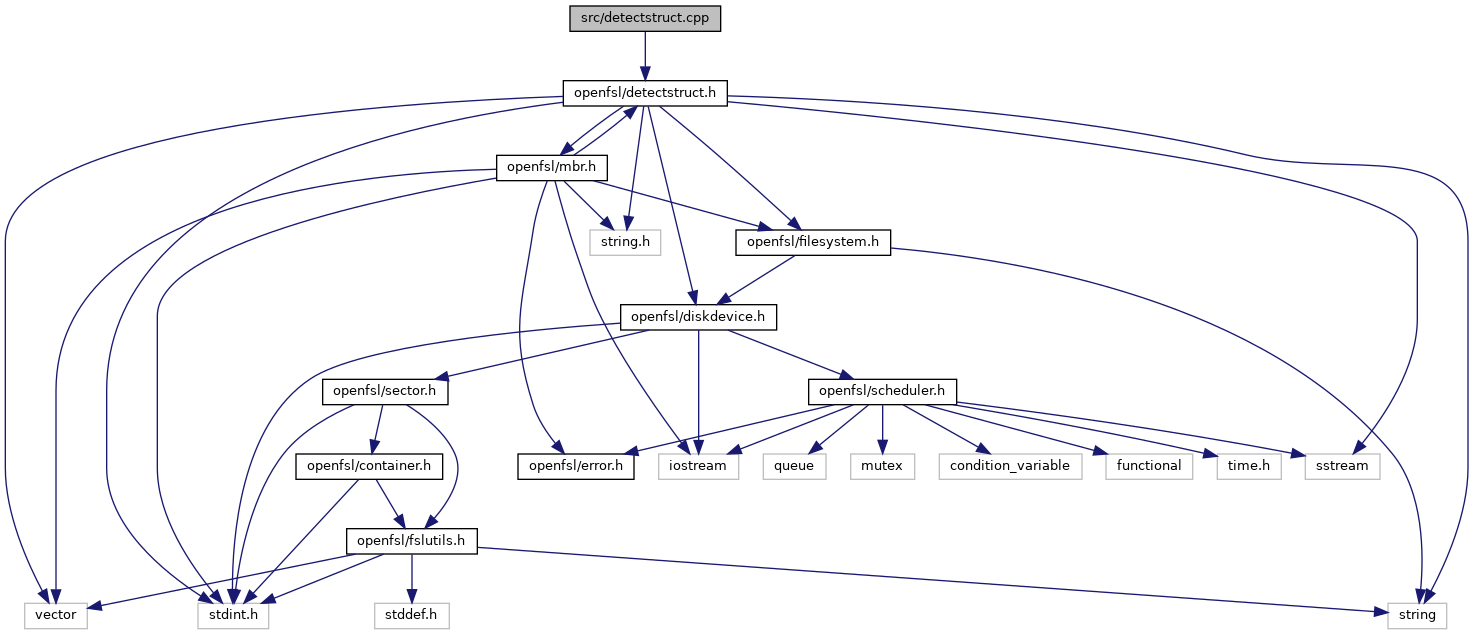 src/detectstruct.cpp
openfsl/detectstruct.h
openfsl/mbr.h
string.h
openfsl/filesystem.h
openfsl/diskdevice.h
openfsl/sector.h
openfsl/scheduler.h
openfsl/container.h
openfsl/error.h
iostream
queue
mutex
condition_variable
functional
time.h
sstream
openfsl/fslutils.h
vector
stdint.h
stddef.h
string